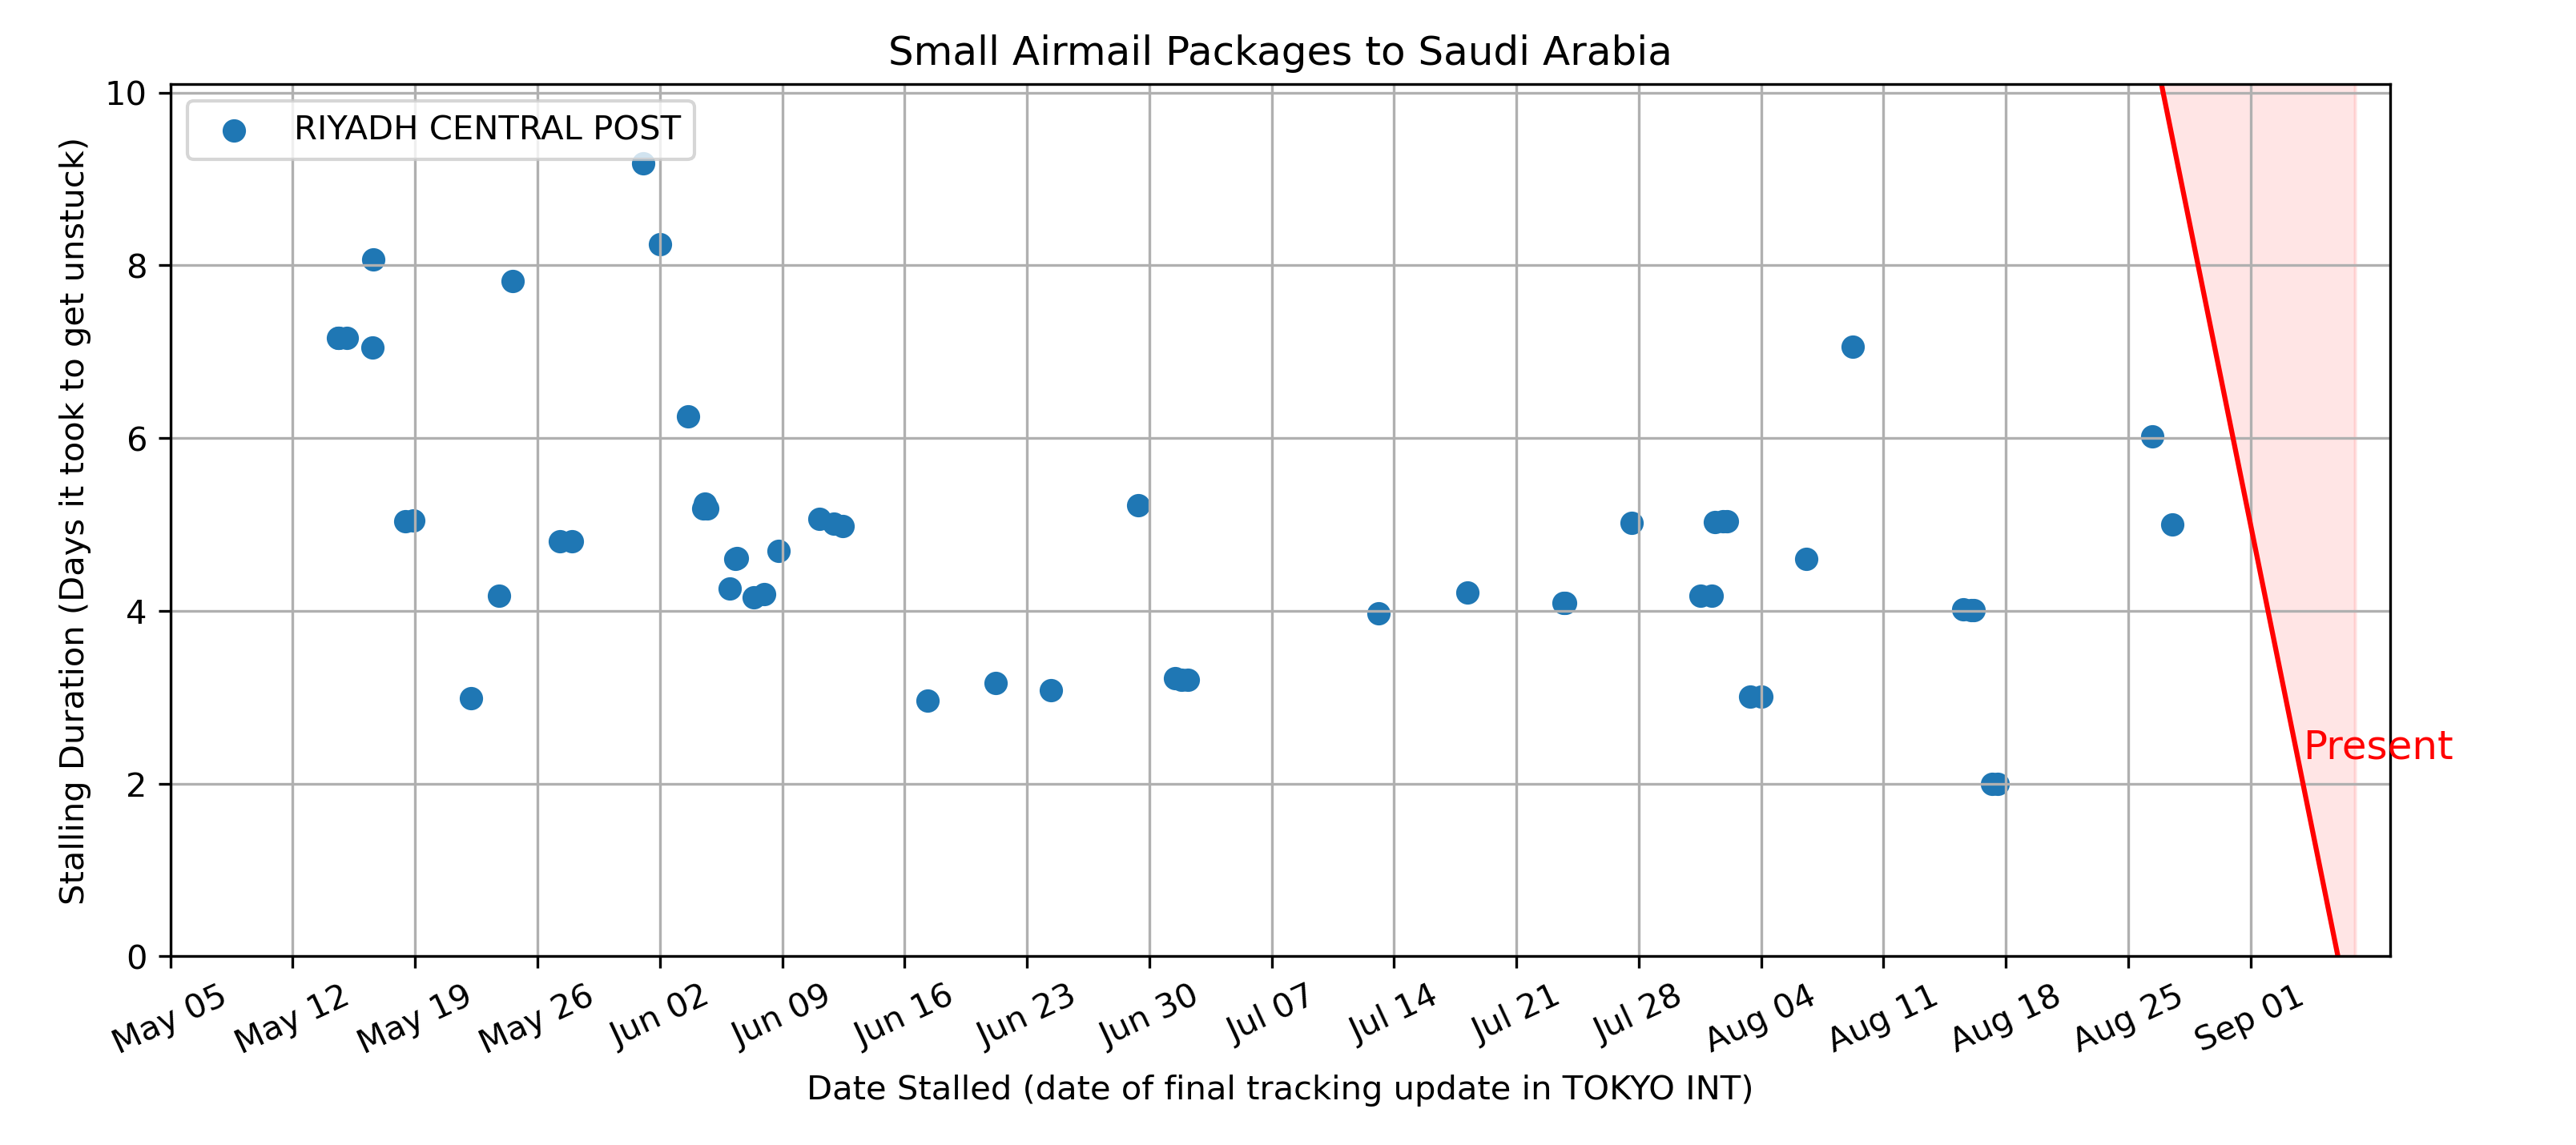 Small Airmail Packages to Saudi Arabia
RIYADH CENTRAL POST
Stalling Duration (Days it took to get unstuck)
10
8
6
4
2
0
Present
May 05
May 12
May 19
May 26
Jun 02
Jun 09
Jun 16
Jun 23
Jun 30
Jul 07
Jul 14
Jul 21
Jul 28
Aug 04
Aug 11
Aug 18
Aug 25
Sep 01
Date Stalled (date of final tracking update in TOKYO INT)